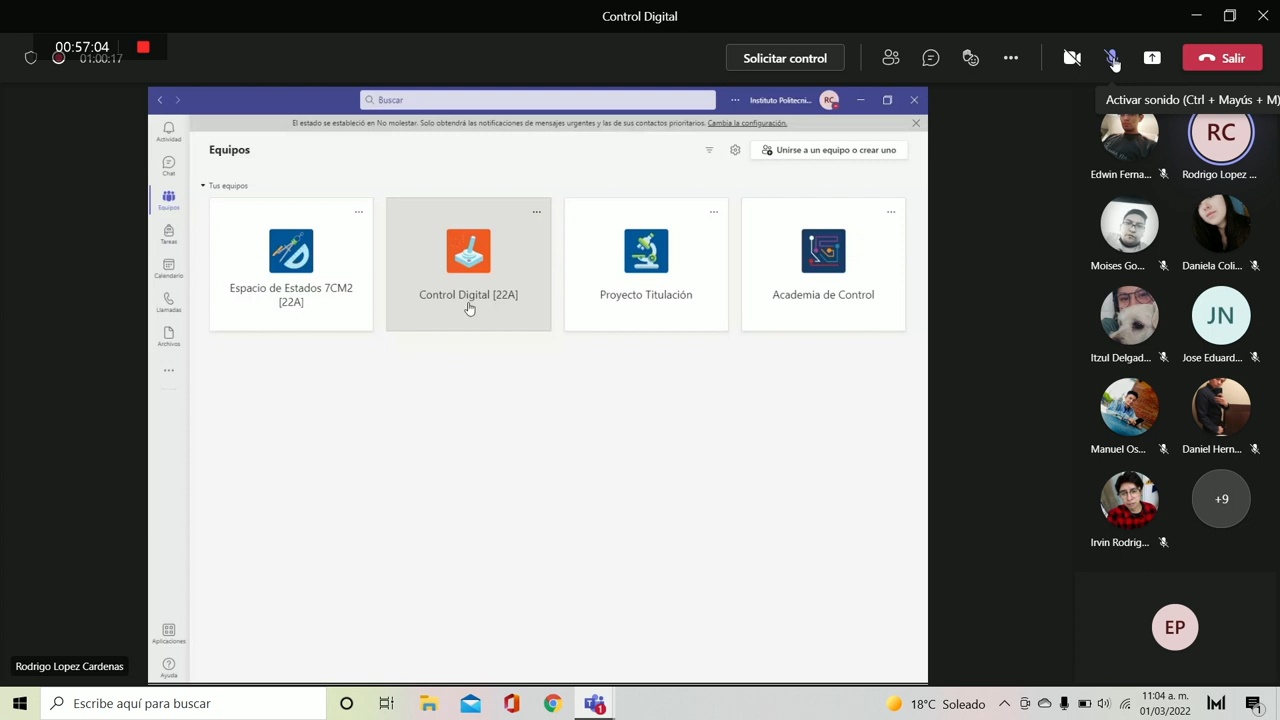 Control Digital
00:57:04
01:00:17
Solicitar control
Salir
Activar sonido (Ctrl + Mayús + M)
Buscar
Instituto Politecni...
RC
El estado se estableció en No molestar. Solo obtendrá las notificaciones de mensajes urgentes y las de sus contactos prioritarios. Cambia la configuración.
Actividad
Chat
Equipos
Tareas
Calendario
Llamadas
Archivos
Aplicaciones
Ayuda
Equipos
Unirse a un equipo o crear uno
Tus equipos
Espacio de Estados 7CM2
[22A]
Control Digital [22A]
Proyecto Titulación
Academia de Control
RC
Edwin Ferna...
Rodrigo Lopez ...
Moises Go...
Daniela Coli...
JN
Itzul Delgad...
Jose Eduard...
Manuel Os...
Daniel Hern...
+9
Irvin Rodrig...
EP
Rodrigo Lopez Cardenas
Escribe aquí para buscar
1
18°C Soleado
11:04 a. m.
01/03/2022
1